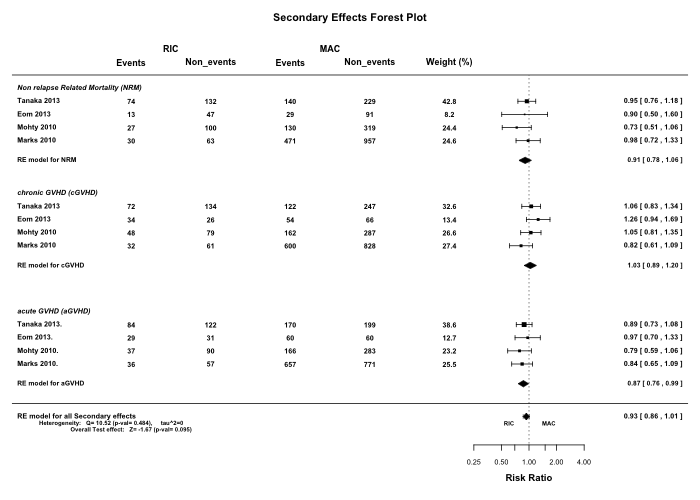 Secondary Effects Forest Plot
RIC MAC
Events Non_events Events Non_events Weight (%)
Non relapse Related Mortality (NRM)
Tanaka 2013 74 132 140 229 42.8 0.95 [ 0.76 , 1.18 ]
Eom 2013 13 47 29 91 8.2 0.90 [ 0.50 , 1.60 ]
Mohty 2010 27 100 130 319 24.4 0.73 [ 0.51 , 1.06 ]
Marks 2010 30 63 471 957 24.6 0.98 [ 0.72 , 1.33 ]
RE model for NRM 0.91 [ 0.78 , 1.06 ]
chronic GVHD (cGVHD)
Tanaka 2013 72 134 122 247 32.6 1.06 [ 0.83 , 1.34 ]
Eom 2013 34 26 54 66 13.4 1.26 [ 0.94 , 1.69 ]
Mohty 2010 48 79 162 287 26.6 1.05 [ 0.81 , 1.35 ]
Marks 2010 32 61 600 828 27.4 0.82 [ 0.61 , 1.09 ]
RE model for cGVHD 1.03 [ 0.89 , 1.20 ]
acute GVHD (aGVHD)
Tanaka 2013. 84 122 170 199 38.6 0.89 [ 0.73 , 1.08 ]
Eom 2013. 29 31 60 60 12.7 0.97 [ 0.70 , 1.33 ]
Mohty 2010. 37 90 166 283 23.2 0.79 [ 0.59 , 1.06 ]
Marks 2010. 36 57 657 771 25.5 0.84 [ 0.65 , 1.09 ]
RE model for aGVHD 0.87 [ 0.76 , 0.99 ]
RE model for all Secondary effects 0.93 [ 0.86 , 1.01 ]
Heterogeneity: Q= 10.52 (p-val= 0.484), tau^2=0 RIC MAC
Overall Test effect: Z= -1.67 (p-val= 0.095)
0.25 0.50 1.00 2.00 4.00
Risk Ratio